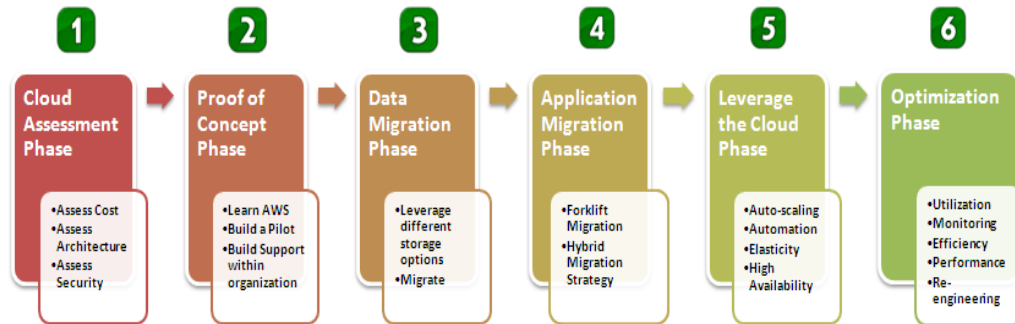 1
2
3
4
5
6
Cloud
Assessment
Phase
•Assess Cost
•Assess
Architecture
•Assess
Security
Proof of
Concept
Phase
•Learn AWS
•Build a Pilot
•Build Support
within
organization
Data
Migration
Phase
•Leverage
different
storage
options
•Migrate
Application
Migration
Phase
•Forklift
Migration
•Hybrid
Migration
Strategy
Leverage
the Cloud
Phase
•Auto-scaling
•Automation
•Elasticity
•High
Availability
Optimization
Phase
•Utilization
•Monitoring
•Efficiency
•Performance
•Re-
engineering